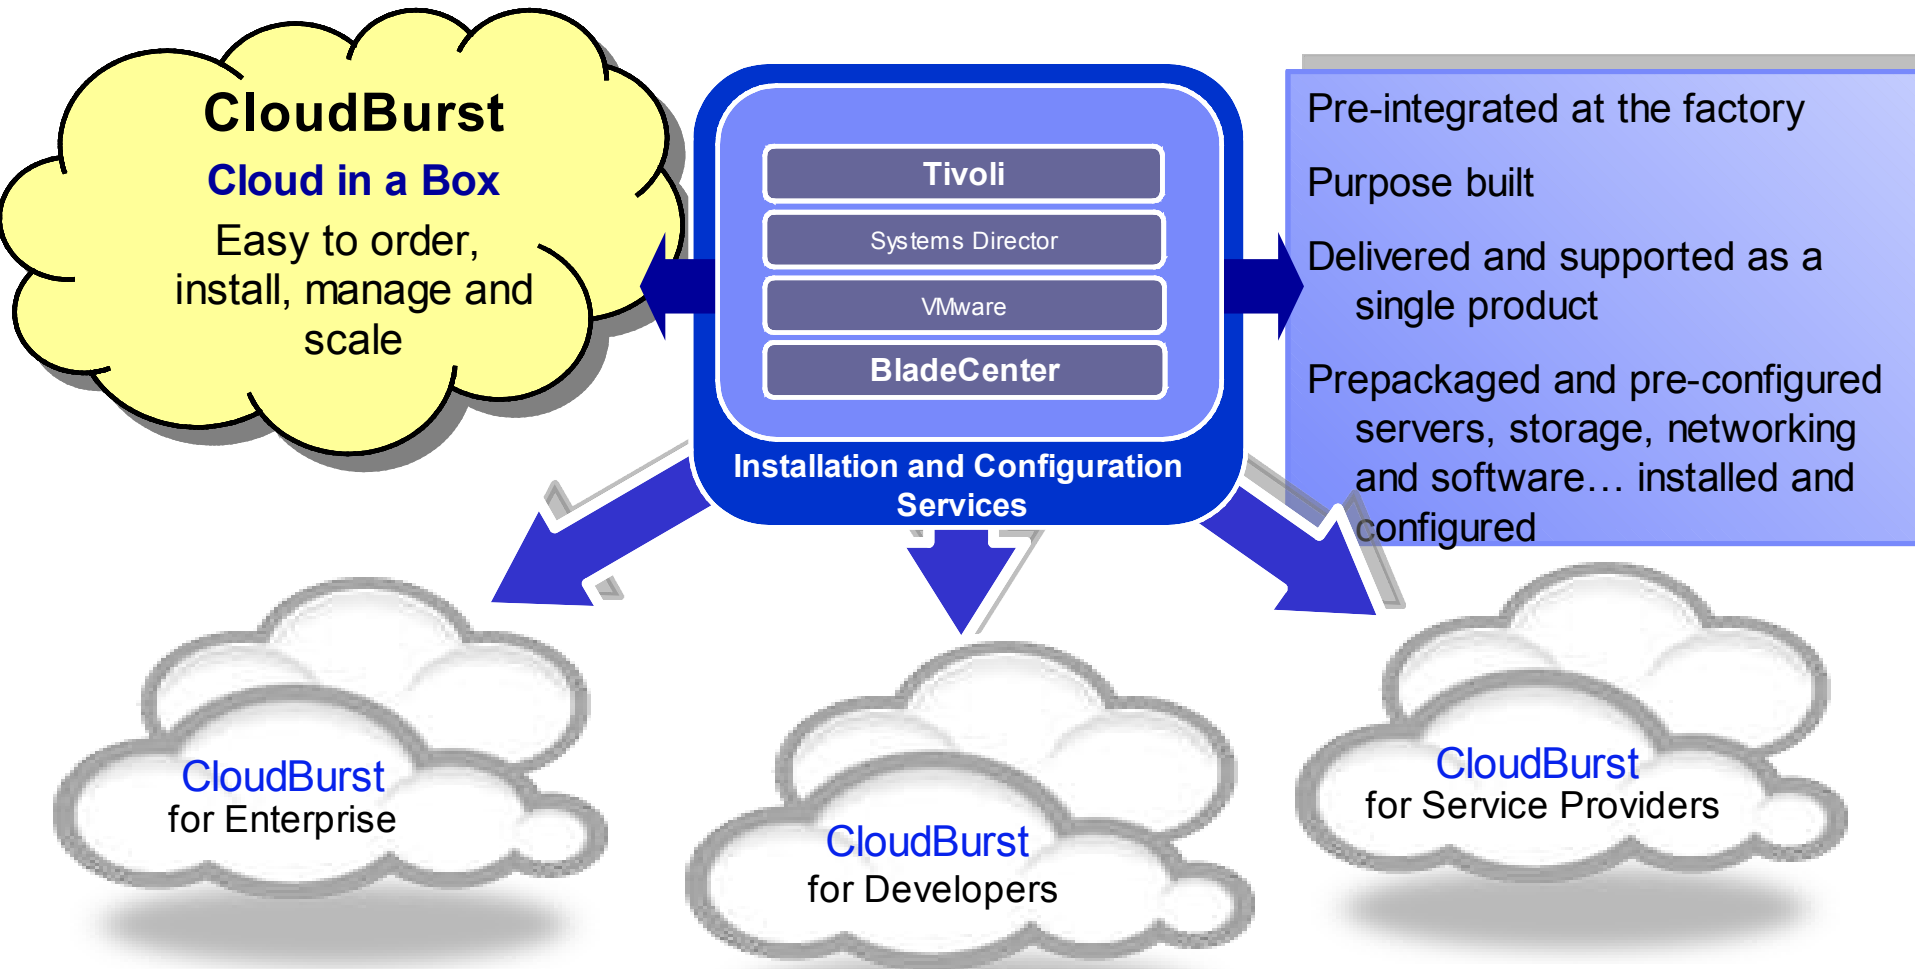 CloudBurst
Cloud in a Box
Easy to order,
install, manage and
scale
Tivoli
Systems Director
VMware
BladeCenter
Installation and Configuration
Services
Pre-integrated at the factory
Purpose built
Delivered and supported as a
single product
Prepackaged and pre-configured
servers, storage, networking
and software… installed and
configured
CloudBurst
for Enterprise
CloudBurst
for Developers
CloudBurst
for Service Providers